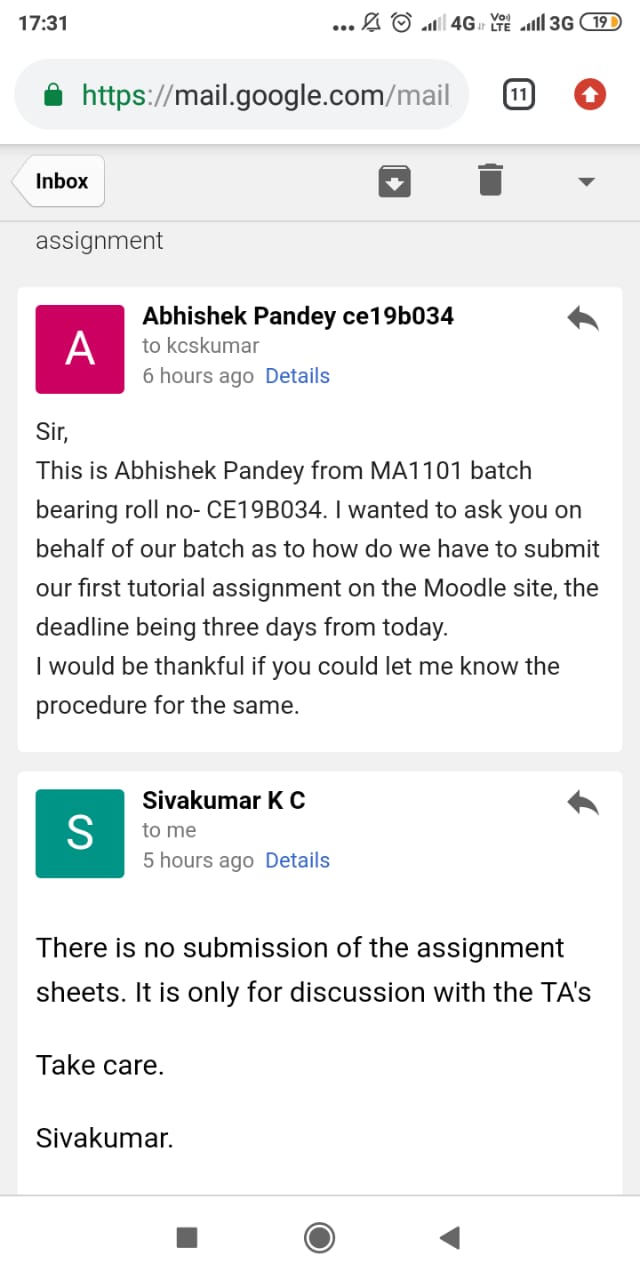 17:31
... 4G VoLTE 3G 19
https://mail.google.com/mail
11
Inbox
assignment
A
Abhishek Pandey ce19b034
to kcskumar
6 hours ago Details
Sir,
This is Abhishek Pandey from MA1101 batch
bearing roll no- CE19B034. I wanted to ask you on
behalf of our batch as to how do we have to submit
our first tutorial assignment on the Moodle site, the
deadline being three days from today.
I would be thankful if you could let me know the
procedure for the same.
S
Sivakumar K C
to me
5 hours ago Details
There is no submission of the assignment
sheets. It is only for discussion with the TA's
Take care.
Sivakumar.